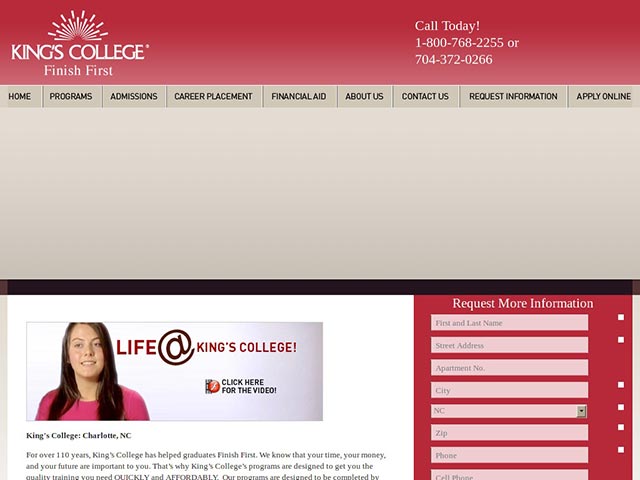 KING'S COLLEGE®
Finish First
Call Today!
1-800-768-2255 or
704-372-0266
HOME
PROGRAMS
ADMISSIONS
CAREER PLACEMENT
FINANCIAL AID
ABOUT US
CONTACT US
REQUEST INFORMATION
APPLY ONLINE
LIFE@KING'S COLLEGE!
CLICK HERE
FOR THE VIDEO!
King's College: Charlotte, NC
For over 110 years, King's College has helped graduates Finish First. We know that your time, your money,
and your future are important to you. That's why King's College's programs are designed to get you the
quality training you need QUICKLY and AFFORDABLY. Our programs are designed to be completed by
Request More Information
First and Last Name
Street Address
Apartment No.
City
NC
Zip
Phone
Cell Phone